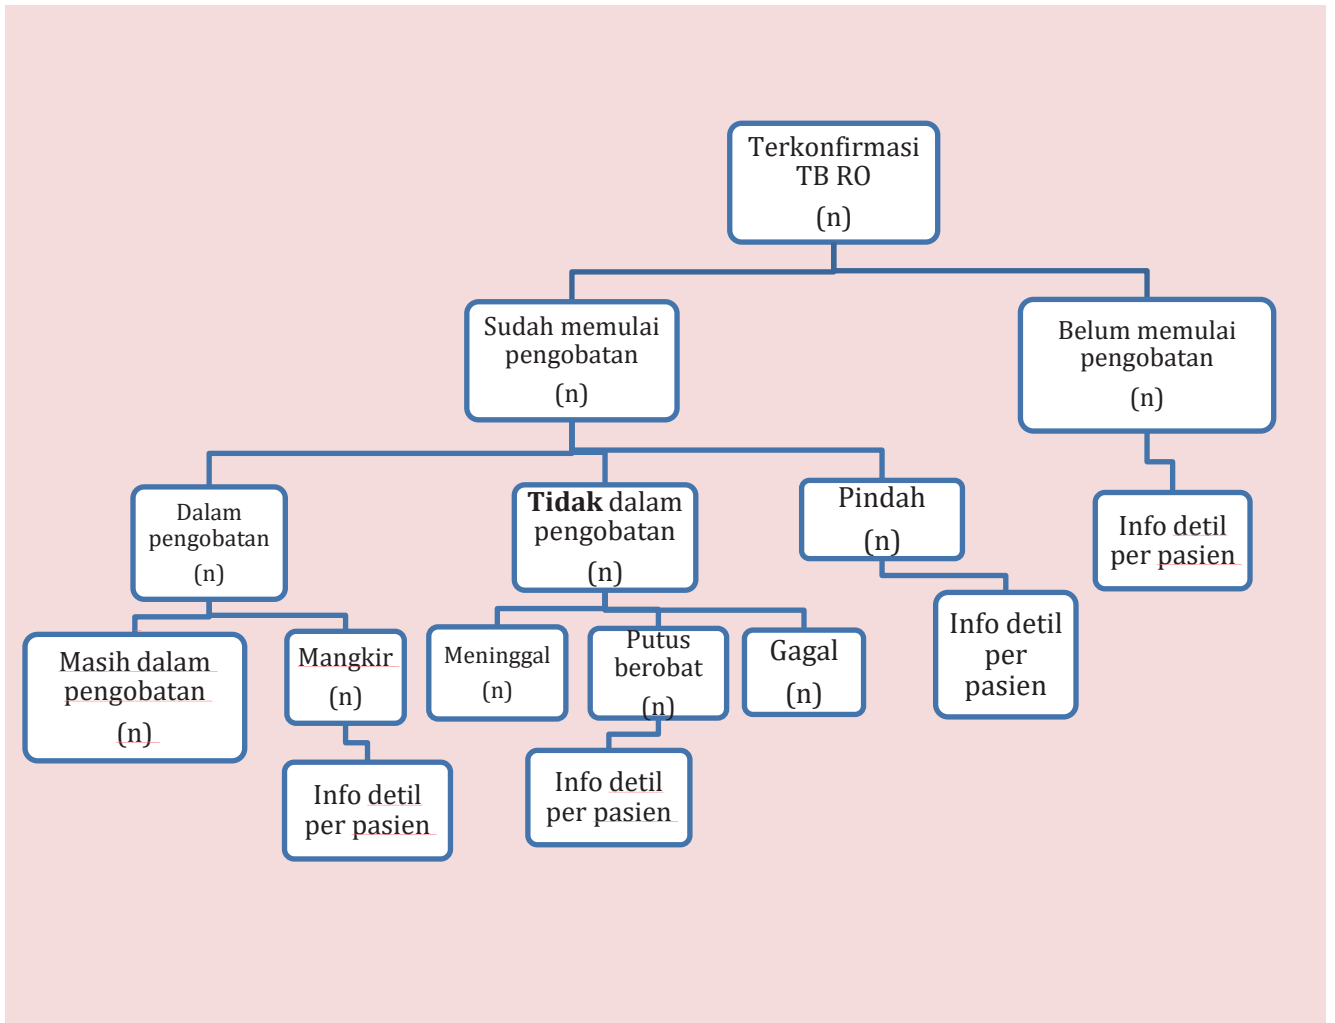 Terkonfirmasi
TB RO
(n)
Sudah memulai
pengobatan
(n)
Belum memulai
pengobatan
(n)
Dalam
pengobatan
(n)
Tidak dalam
pengobatan
(n)
Pindah
(n)
Info detil
per pasien
Masih dalam
pengobatan
(n)
Mangkir
(n)
Meninggal
(n)
Putus
berobat
(n)
Gagal
(n)
Info detil
per
pasien
Info detil
per pasien
Info detil
per pasien